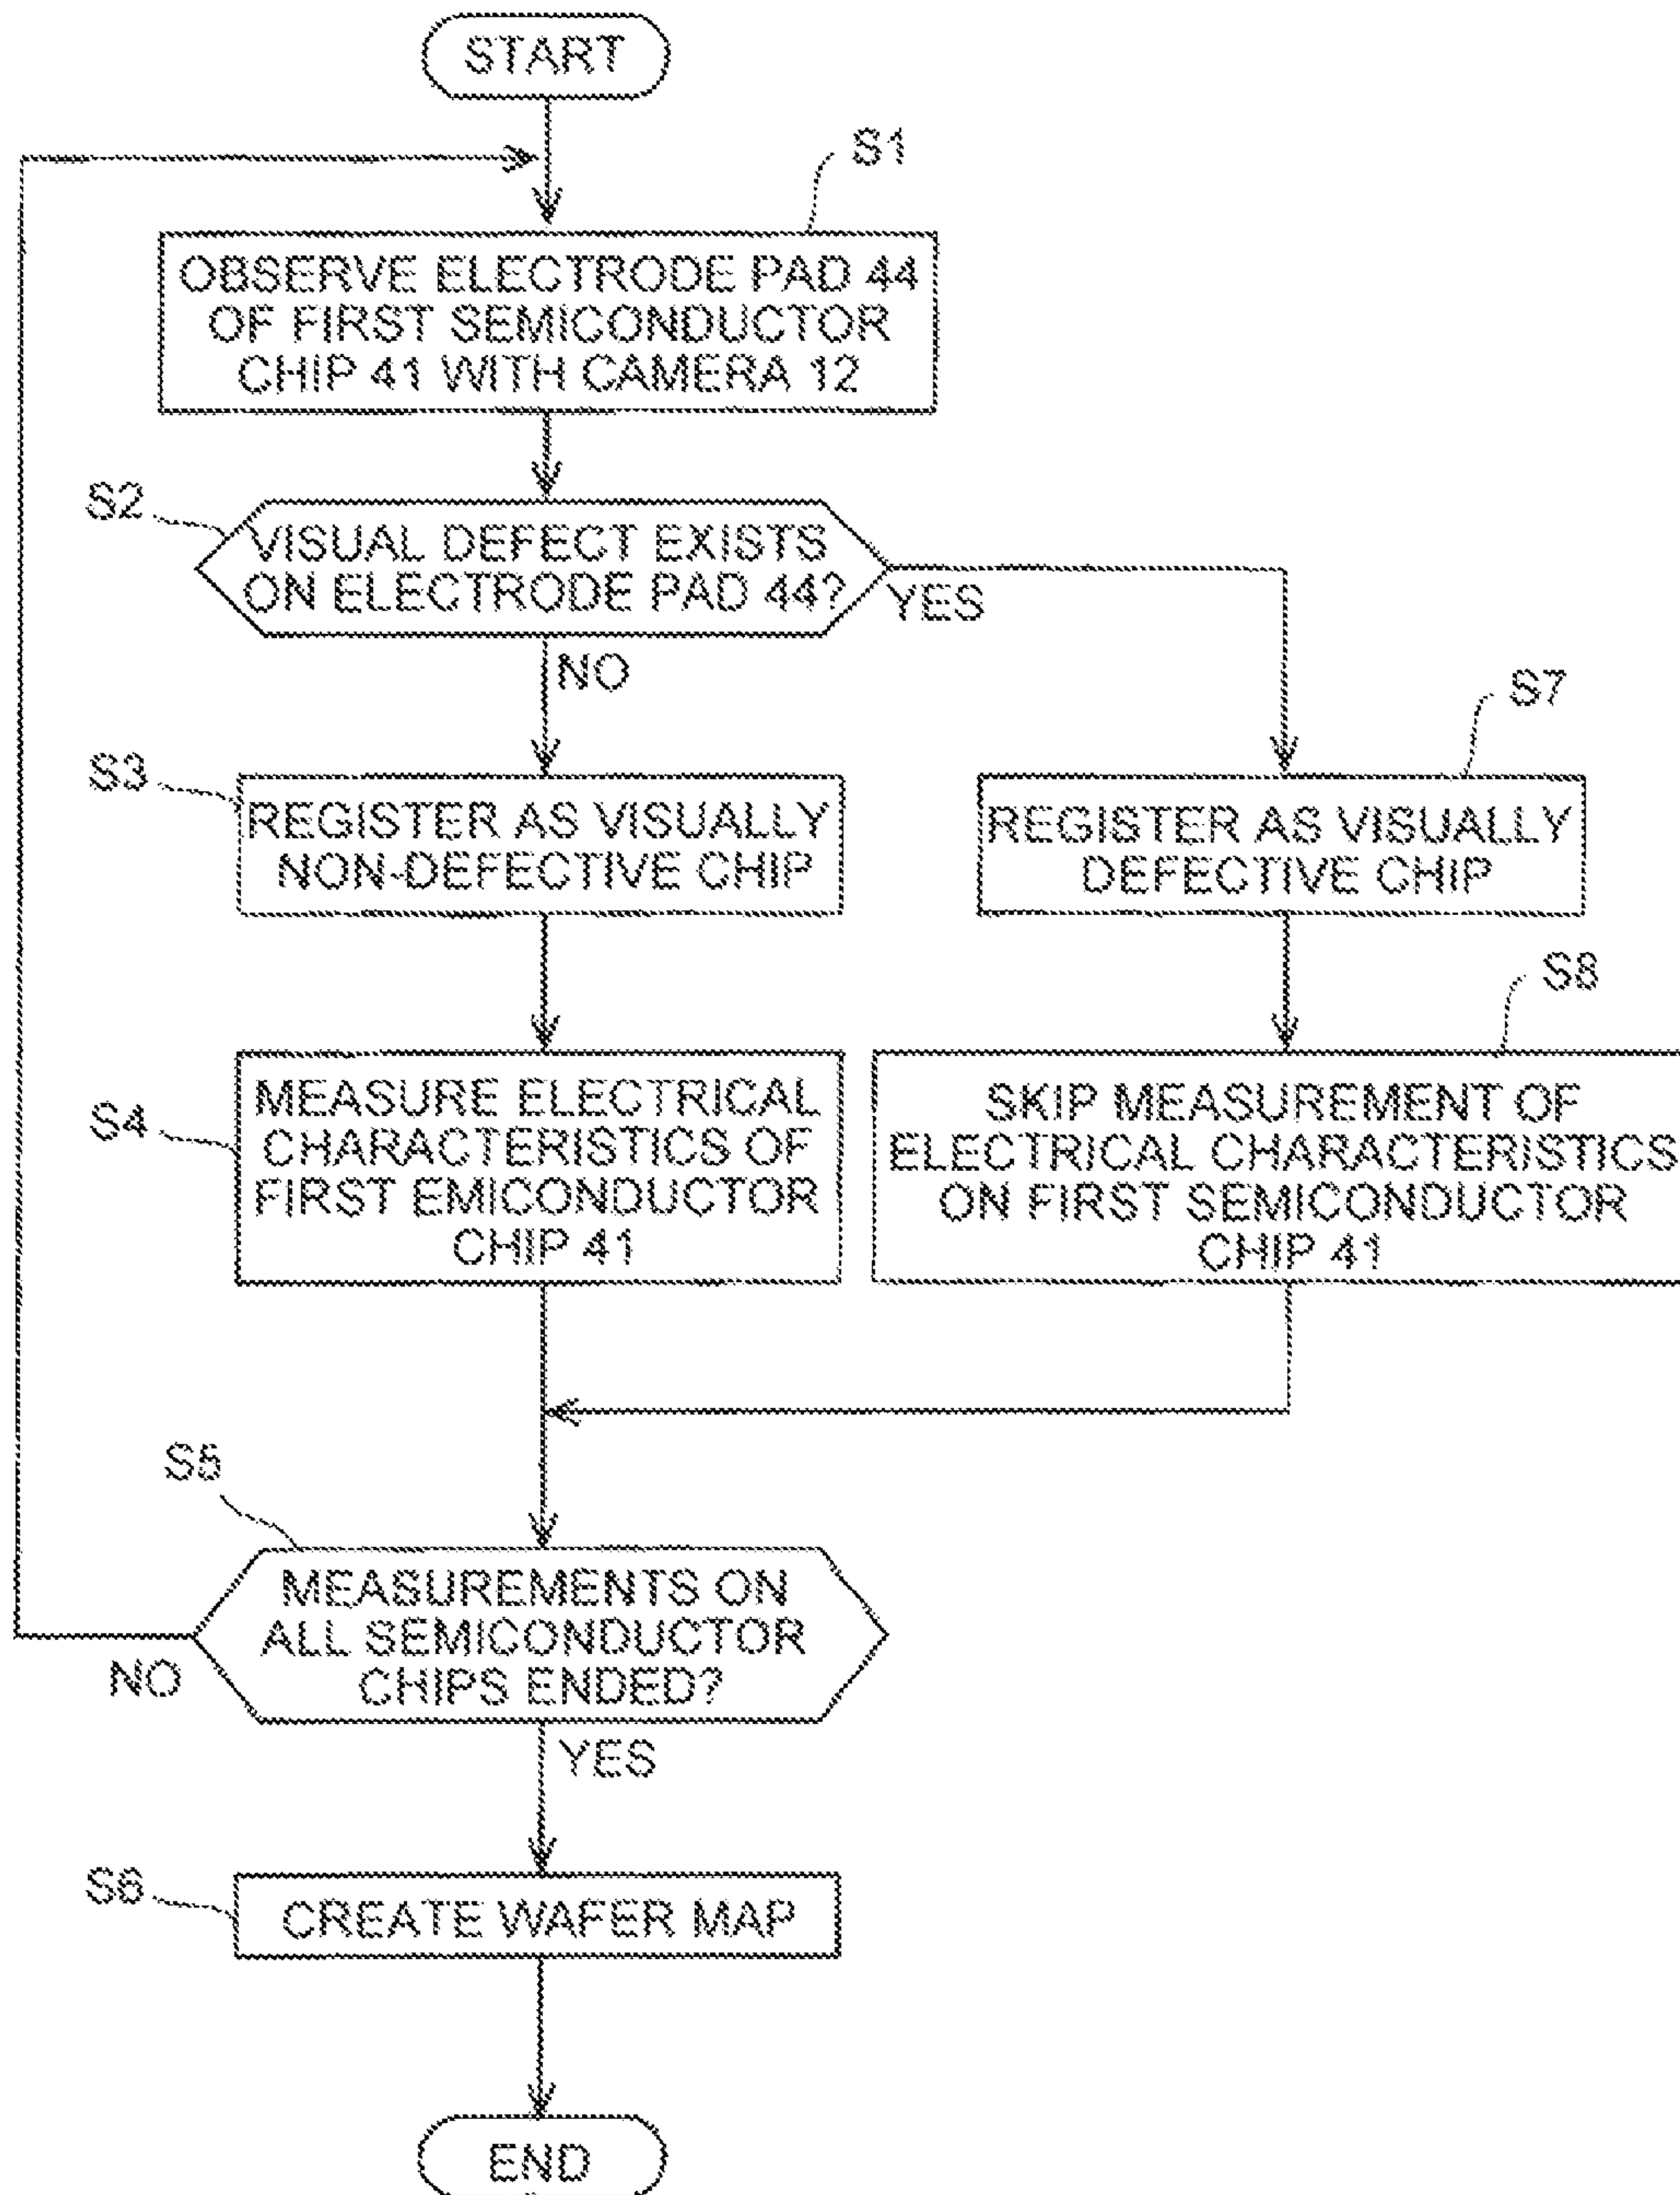 START
S1
OBSERVE ELECTRODE PAD 44
OF FIRST SEMICONDUCTOR
CHIP 41 WITH CAMERA 12
S2
VISUAL DEFECT EXISTS
ON ELECTRODE PAD 44?
YES
NO
S3
REGISTER AS VISUALLY
NON-DEFECTIVE CHIP
S7
REGISTER AS VISUALLY
DEFECTIVE CHIP
S4
MEASURE ELECTRICAL
CHARACTERISTICS OF
FIRST EMICONDUCTOR
CHIP 41
S8
SKIP MEASUREMENT OF
ELECTRICAL CHARACTERISTICS
ON FIRST SEMICONDUCTOR
CHIP 41
S5
MEASUREMENTS ON
ALL SEMICONDUCTOR
CHIPS ENDED?
NO
YES
S6
CREATE WAFER MAP
END